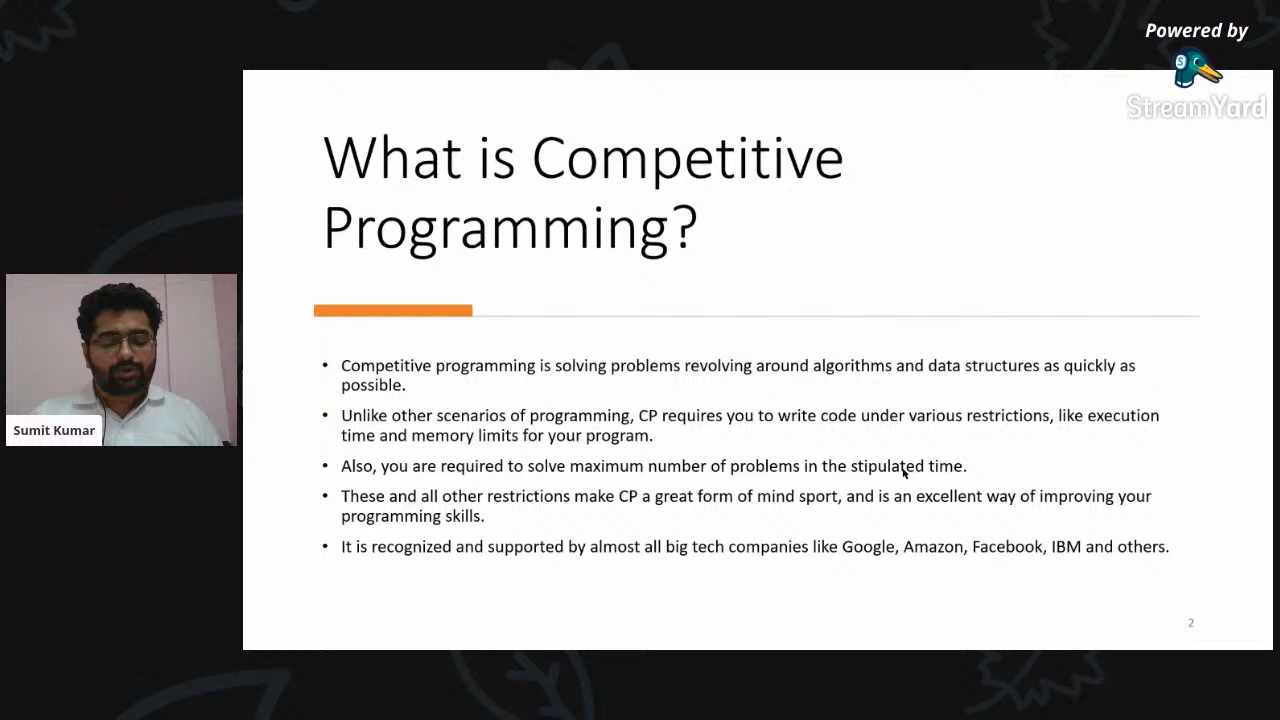 Powered by
StreamYard
What is Competitive
Programming?
• Competitive programming is solving problems revolving around algorithms and data structures as quickly as
possible.
• Unlike other scenarios of programming, CP requires you to write code under various restrictions, like execution
time and memory limits for your program.
• Also, you are required to solve maximum number of problems in the stipulated time.
• These and all other restrictions make CP a great form of mind sport, and is an excellent way of improving your
programming skills.
• It is recognized and supported by almost all big tech companies like Google, Amazon, Facebook, IBM and others.
Sumit Kumar
2